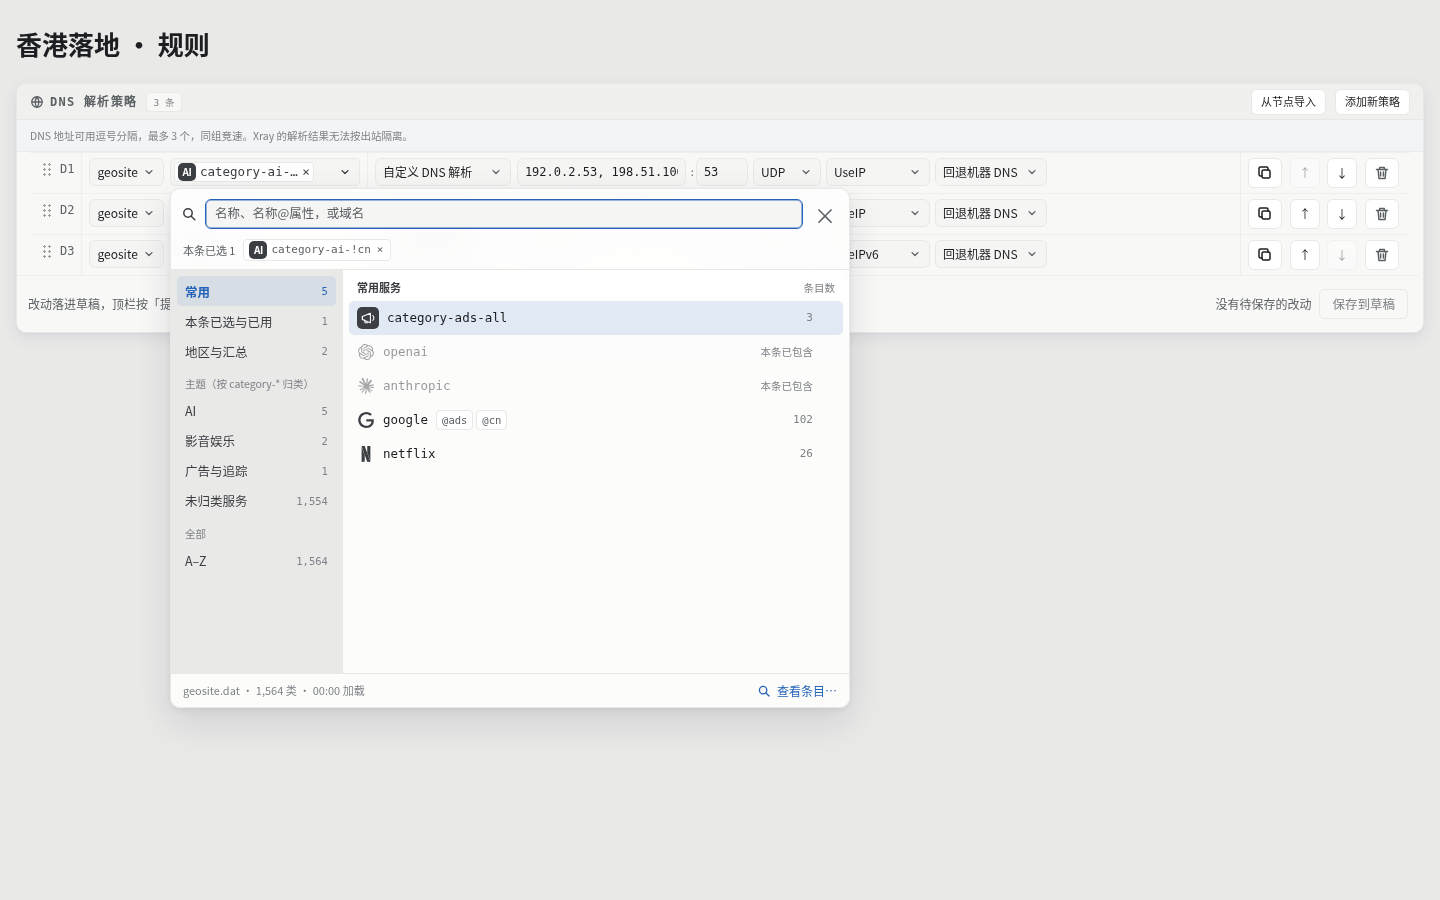 香港落地 · 规则
DNS 解析策略 3 条 从节点导入 添加新策略
DNS 地址可用逗号分隔，最多 3 个，同组竞速。Xray 的解析结果无法按出站隔离。
D1 geosite AI category-ai-… × 自定义 DNS 解析 192.0.2.53, 198.51.10 : 53 UDP UseIP 回退机器 DNS ↑ ↓
D2 geosite eIP 回退机器 DNS ↑ ↓
D3 geosite eIPv6 回退机器 DNS ↑ ↓
改动落进草稿，顶栏按「提 没有待保存的改动 保存到草稿
名称、名称@属性，或域名
本条已选 1 AI category-ai-!cn ×
常用 5
本条已选与已用 1
地区与汇总 2
主题（按 category-* 归类）
AI 5
影音娱乐 2
广告与追踪 1
未归类服务 1,554
全部
A–Z 1,564
常用服务 条目数
category-ads-all 3
openai 本条已包含
anthropic 本条已包含
google @ads @cn 102
netflix 26
geosite.dat · 1,564 类 · 00:00 加载 查看条目…